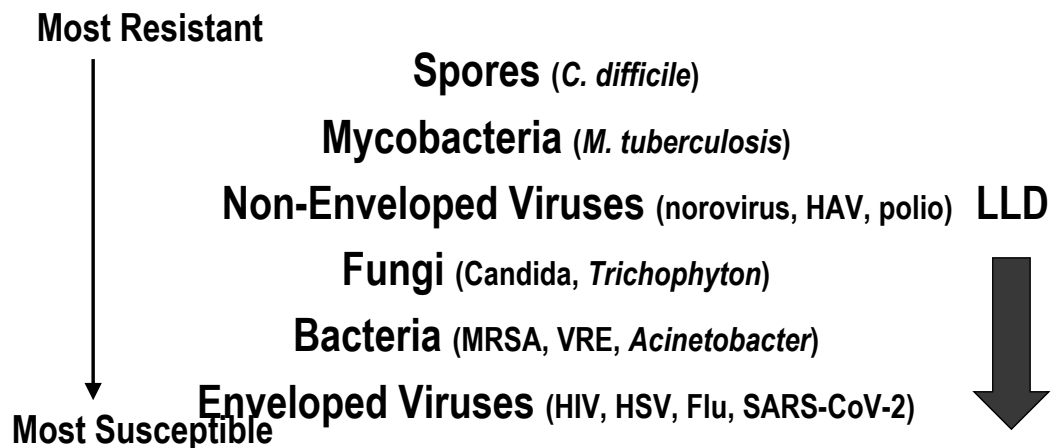 Most Resistant
Spores (C. difficile)
Mycobacteria (M. tuberculosis)
Non-Enveloped Viruses (norovirus, HAV, polio) LLD
Fungi (Candida, Trichophyton)
Bacteria (MRSA, VRE, Acinetobacter)
Enveloped Viruses (HIV, HSV, Flu, SARS-CoV-2)
Most Susceptible